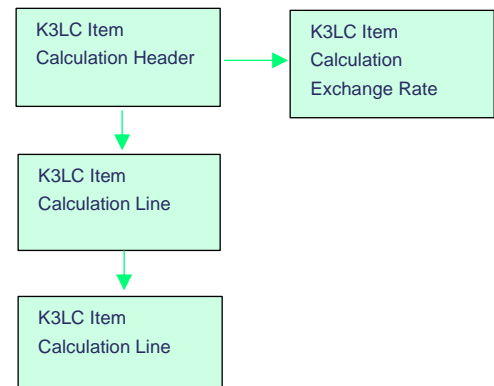 K3LC Item
Calculation Header
K3LC Item
Calculation
Exchange Rate
K3LC Item
Calculation Line
K3LC Item
Calculation Line